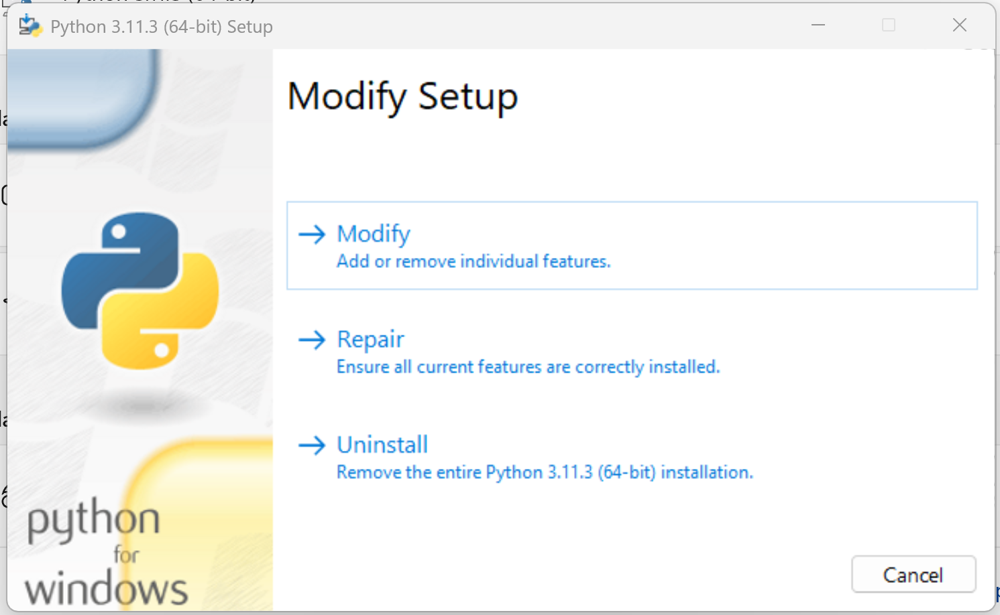 Python 3.11.3 (64-bit) Setup
Modify Setup
Modify
Add or remove individual features.
Repair
Ensure all current features are correctly installed.
Uninstall
Remove the entire Python 3.11.3 (64-bit) installation.
python
for
windows
Cancel